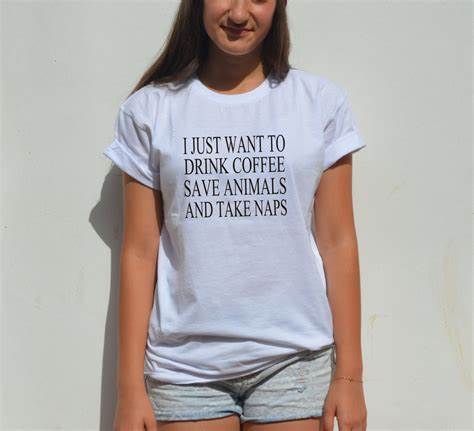 I JUST WANT TO
DRINK COFFEE
SAVE ANIMALS
AND TAKE NAPS